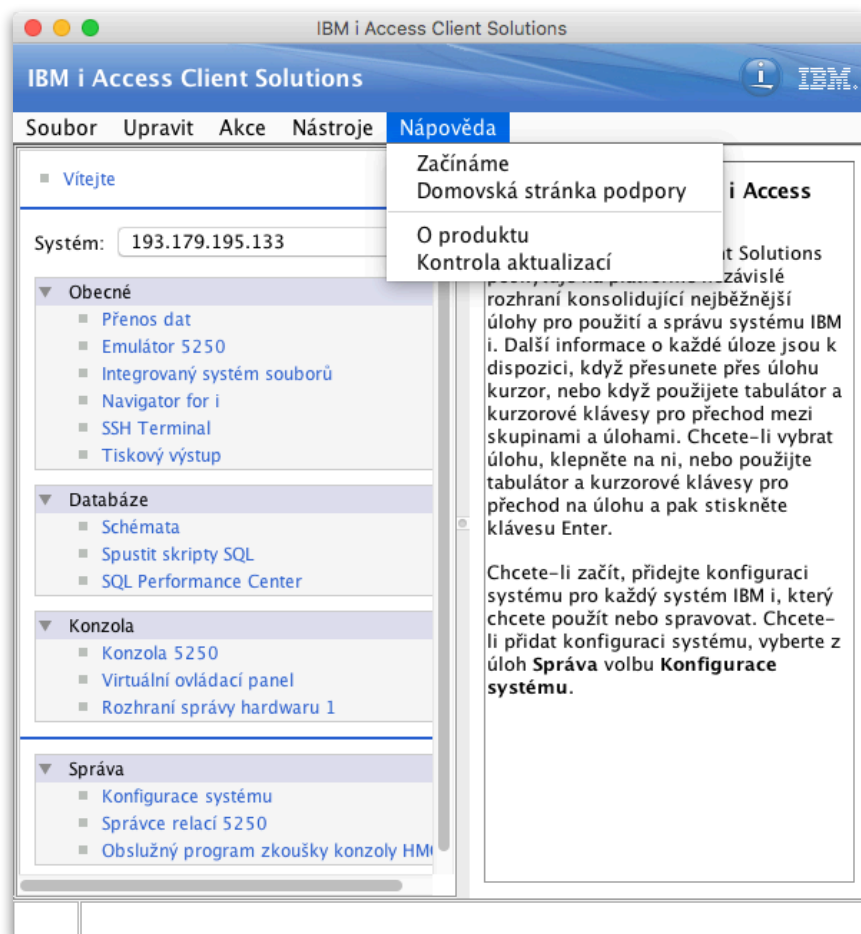 IBM i Access Client Solutions
IBM i Access Client Solutions
IBM.
Soubor Upravit Akce Nástroje Nápověda
Začínáme
Domovská stránka podpory
O produktu
Kontrola aktualizací
Vítejte
Systém: 193.179.195.133
Obecné
Přenos dat
Emulátor 5250
Integrovaný systém souborů
Navigator for i
SSH Terminal
Tiskový výstup
Databáze
Schémata
Spustit skripty SQL
SQL Performance Center
Konzola
Konzola 5250
Virtuální ovládací panel
Rozhraní správy hardwaru 1
Správa
Konfigurace systému
Správce relací 5250
Obslužný program zkoušky konzoly
i Access
Solutions
rozhraní konsolidující nejběžnější
úlohy pro použití a správu systému IBM
i. Další informace o každé úloze jsou k
dispozici, když přesunete přes úlohu
kurzor, nebo když použijete tabulátor a
kurzorové klávesy pro přechod mezi
skupinami a úlohami. Chcete-li vybrat
úlohu, klepněte na ni, nebo použijte
tabulátor a kurzorové klávesy pro
přechod na úlohu a pak stiskněte
klávesu Enter.
Chcete-li začít, přidejte konfiguraci
systému pro každý systém IBM i, který
chcete použít nebo spravovat. Chcete-
li přidat konfiguraci systému, vyberte z
úloh Správa volbu Konfigurace
systému.